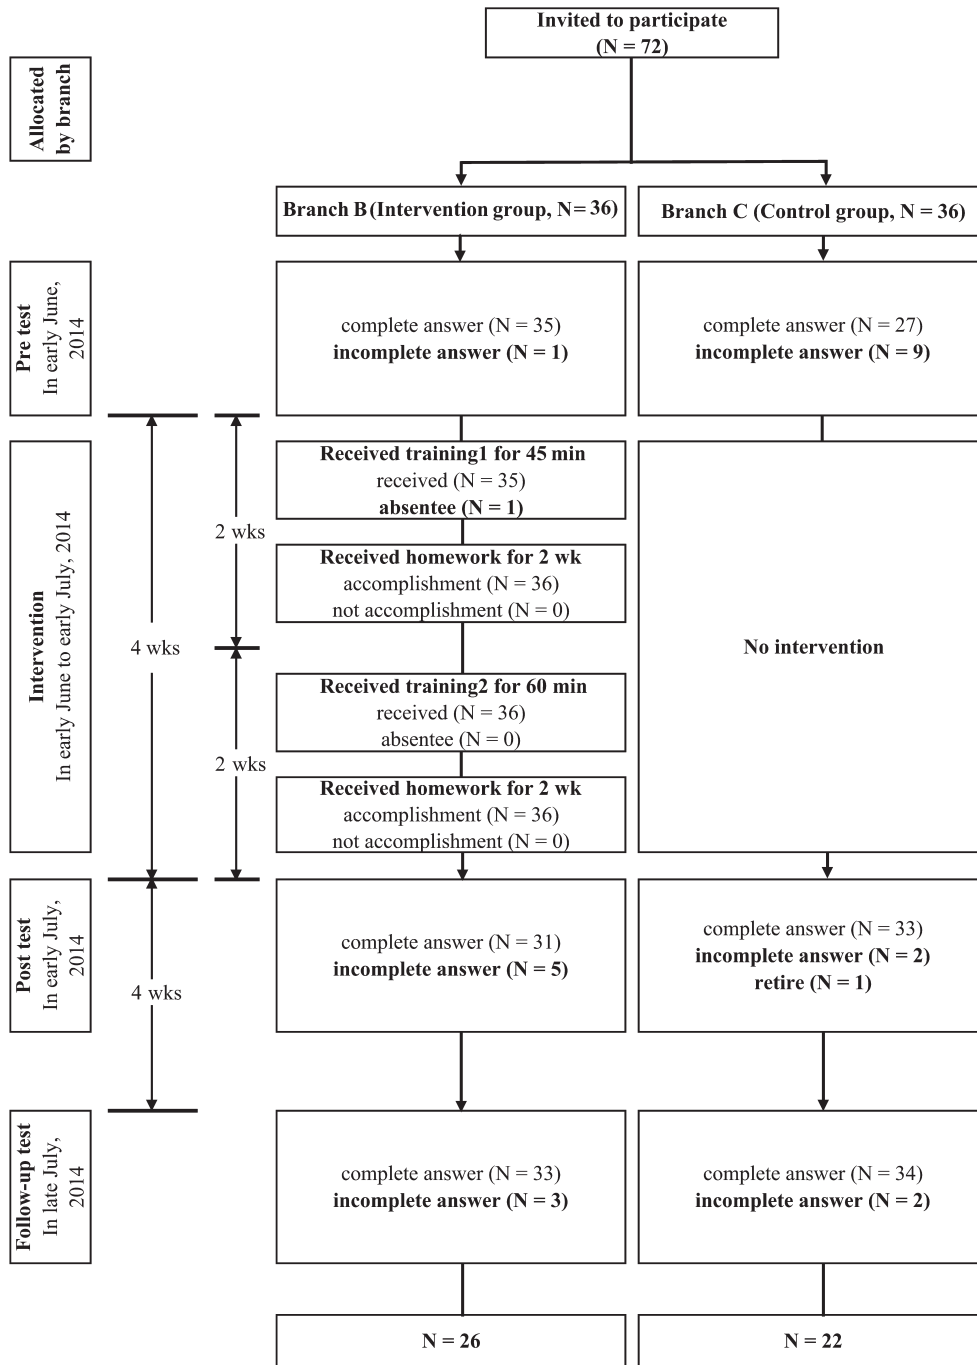 Invited to participate
(N = 72)
Allocated
by branch
Branch B (Intervention group, N= 36)
Branch C (Control group, N = 36)
Pre test
In early June,
2014
complete answer (N = 35)
incomplete answer (N = 1)
complete answer (N = 27)
incomplete answer (N = 9)
Intervention
In early June to early July, 2014
4 wks
2 wks
2 wks
Received training1 for 45 min
received (N = 35)
absentee (N = 1)
Received homework for 2 wk
accomplishment (N = 36)
not accomplishment (N = 0)
Received training2 for 60 min
received (N = 36)
absentee (N = 0)
Received homework for 2 wk
accomplishment (N = 36)
not accomplishment (N = 0)
No intervention
Post test
In early July,
2014
4 wks
complete answer (N = 31)
incomplete answer (N = 5)
complete answer (N = 33)
incomplete answer (N = 2)
retire (N = 1)
Follow-up test
In late July,
2014
complete answer (N = 33)
incomplete answer (N = 3)
complete answer (N = 34)
incomplete answer (N = 2)
N = 26
N = 22